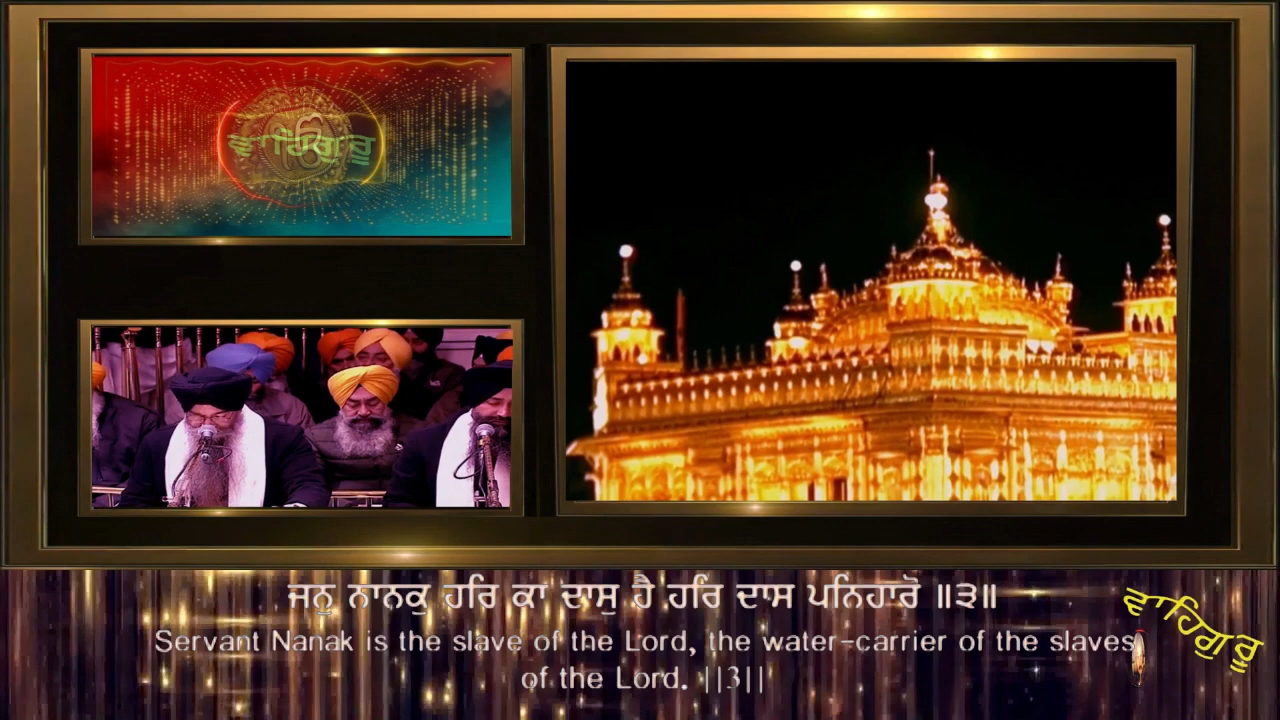 ਵਾਹਿਗੁਰੂ
ਜਨੁ ਨਾਨਕੁ ਹਰਿ ਕਾ ਦਾਸੁ ਹੈ ਹਰਿ ਦਾਸ ਪਨਿਹਾਰੋ ॥੩॥
Servant Nanak is the slave of the Lord, the water-carrier of the slaves
of the Lord. ||3||
ਵਾਹਿਗੁਰੂ